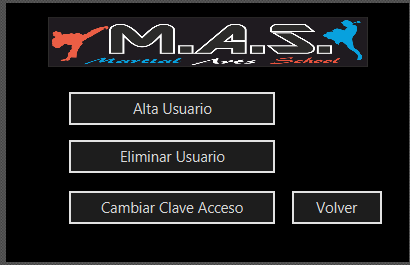 M.A.S.
Martial Arts School
Alta Usuario
Eliminar Usuario
Cambiar Clave Acceso
Volver